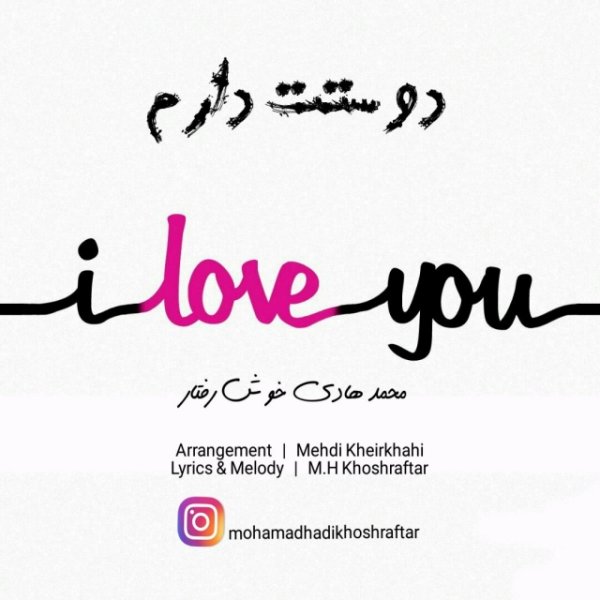 دوستت دارم
i love you
محمد هادی خوش رفتار
Arrangement | Mehdi Kheirkhahi
Lyrics & Melody | M.H Khoshraftar
mohamadhadikhoshraftar